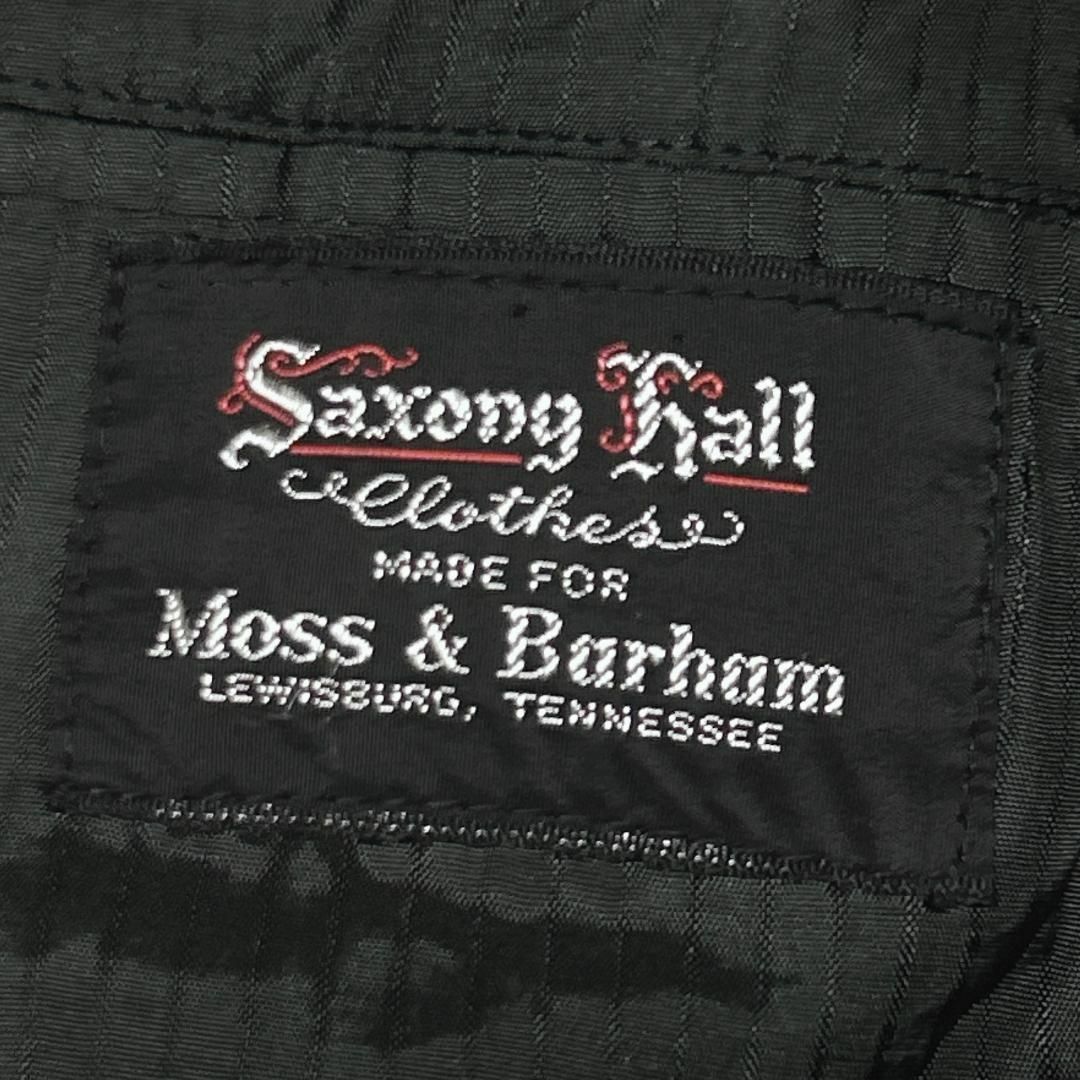 Saxony Hall
Clothes
MADE FOR
Moss & Barham
LEWISBURG, TENNESSEE